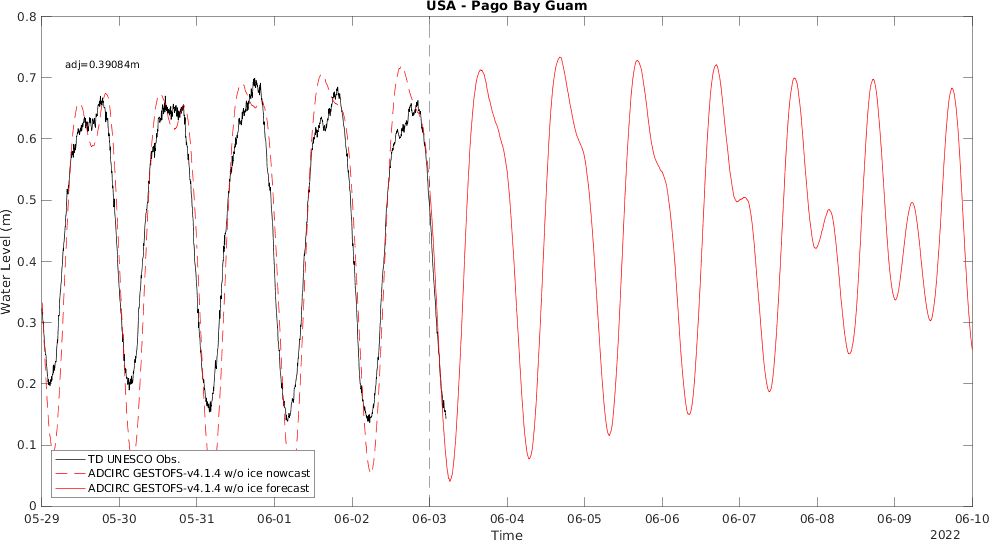 USA - Pago Bay Guam
adj=0.39084m
0.8
0.7
0.6
0.5
0.4
0.3
0.2
0.1
0
Water Level (m)
TD UNESCO Obs.
ADCIRC GESTOFS-v4.1.4 w/o ice nowcast
ADCIRC GESTOFS-v4.1.4 w/o ice forecast
05-29 05-30 05-31 06-01 06-02 06-03 06-04 06-05 06-06 06-07 06-08 06-09 06-10
Time
2022